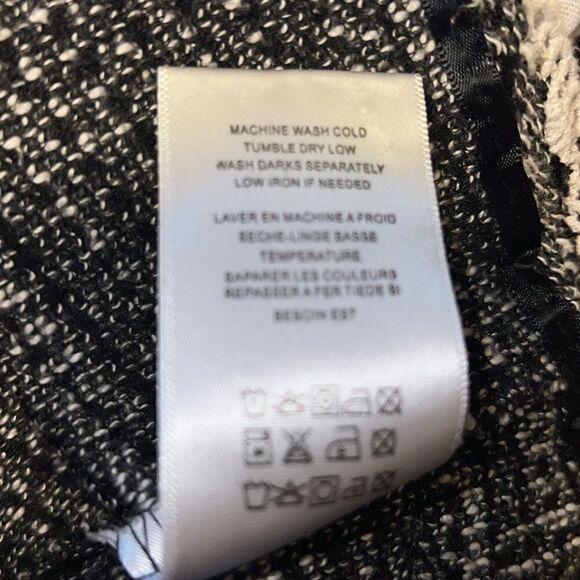 MACHINE WASH COLD
TUMBLE DRY LOW
WASH DARKS SEPARATELY
LOW IRON IF NEEDED
LAVER EN MACHINE A FROID
SECHE-LINGE BASSE
TEMPERATURE
SAPARER LES COULEURS
REPASSER A FER TIEDE SI
BESOIN EST